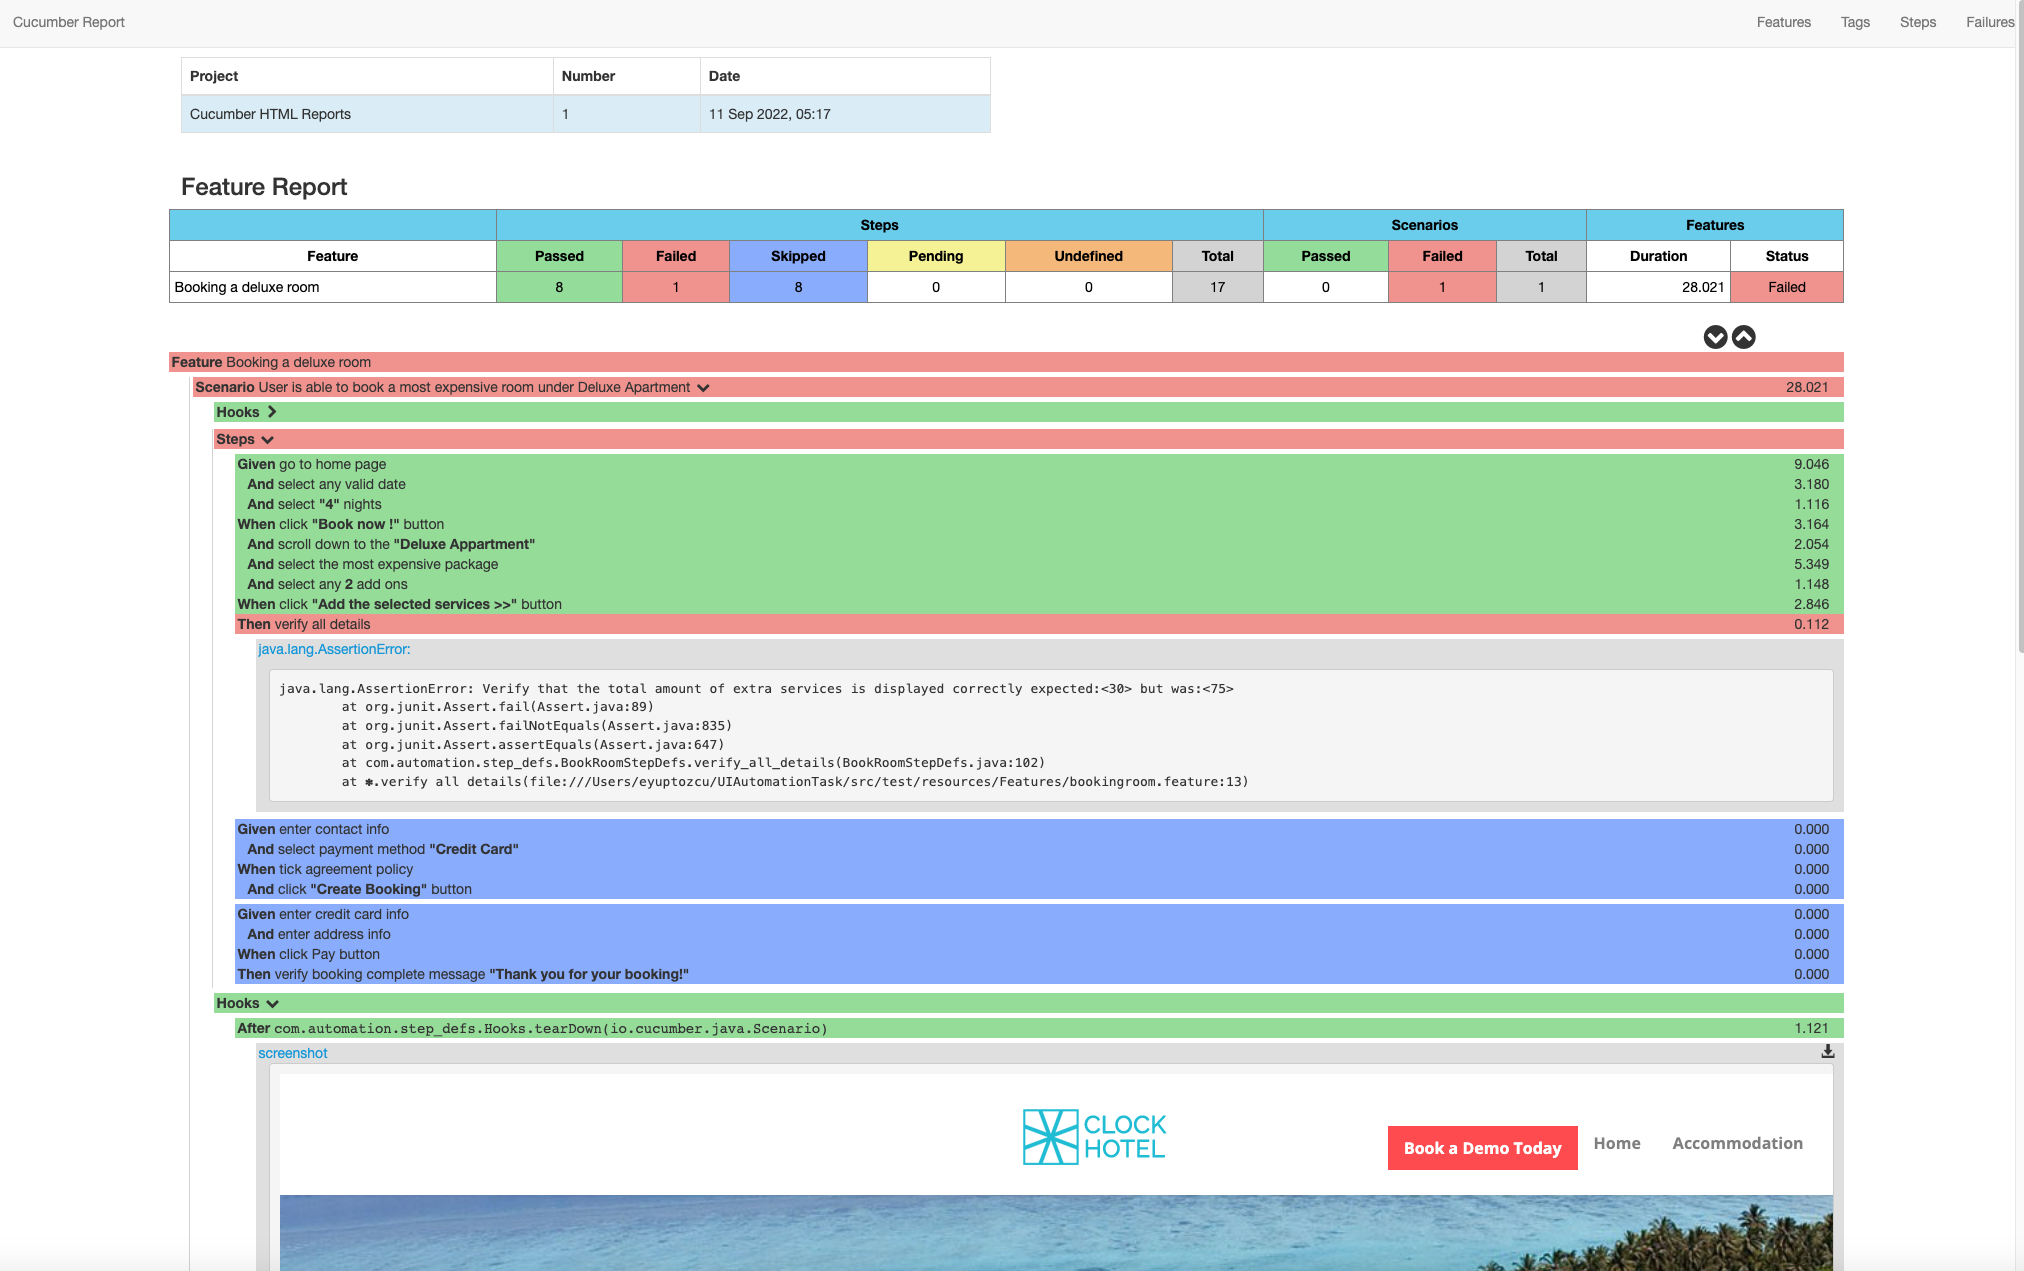 Cucumber Report Features Tags Steps Failures
Project Number Date
Cucumber HTML Reports 1 11 Sep 2022, 05:17
Feature Report
Steps Scenarios Features
Feature Passed Failed Skipped Pending Undefined Total Passed Failed Total Duration Status
Booking a deluxe room 8 1 8 0 0 17 0 1 1 28.021 Failed
Feature Booking a deluxe room
Scenario User is able to book a most expensive room under Deluxe Apartment 28.021
Hooks
Steps
Given go to home page 9.046
And select any valid date 3.180
And select "4" nights 1.116
When click "Book now !" button 3.164
And scroll down to the "Deluxe Appartment" 2.054
And select the most expensive package 5.349
And select any 2 add ons 1.148
When click "Add the selected services >>" button 2.846
Then verify all details 0.112
java.lang.AssertionError:
java.lang.AssertionError: Verify that the total amount of extra services is displayed correctly expected:<30> but was:<75>
at org.junit.Assert.fail(Assert.java:89)
at org.junit.Assert.failNotEquals(Assert.java:835)
at org.junit.Assert.assertEquals(Assert.java:647)
at com.automation.step_defs.BookRoomStepDefs.verify_all_details(BookRoomStepDefs.java:102)
at ✽.verify all details(file:///Users/eyuptozcu/UIAutomationTask/src/test/resources/Features/bookingroom.feature:13)
Given enter contact info 0.000
And select payment method "Credit Card" 0.000
When tick agreement policy 0.000
And click "Create Booking" button 0.000
Given enter credit card info 0.000
And enter address info 0.000
When click Pay button 0.000
Then verify booking complete message "Thank you for your booking!" 0.000
Hooks
After com.automation.step_defs.Hooks.tearDown(io.cucumber.java.Scenario) 1.121
screenshot
CLOCK
HOTEL
Book a Demo Today Home Accommodation